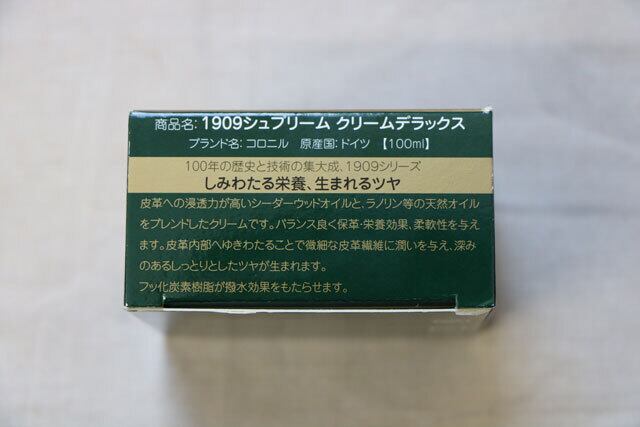 商品名：1909シュプリーム クリームデラックス
ブランド名：コロニル 原産国：ドイツ 【100ml】
100年の歴史と技術の集大成、1909シリーズ
しみわたる栄養、生まれるツヤ
皮革への浸透力が高いシーダーウッドオイルと、ラノリン等の天然オイル
をブレンドしたクリームです。バランス良く保革・栄養効果、柔軟性を与え
ます。皮革内部へゆきわたることで微細な皮革繊維に潤いを与え、深み
のあるしっとりとしたツヤが生まれます。
フッ化炭素樹脂が撥水効果をもたらせます。